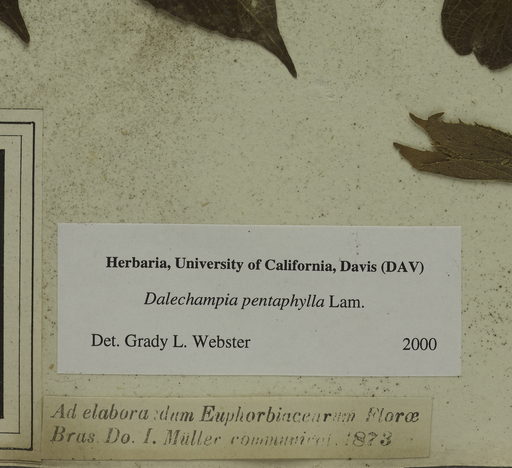 Herbaria, University of California, Davis (DAV)
Dalechampia pentaphylla Lam.
Det. Grady L. Webster 2000
Ad elaborandum Euphorbiacearum Floræ
Bras. Do. I. Müller communicat. 1873